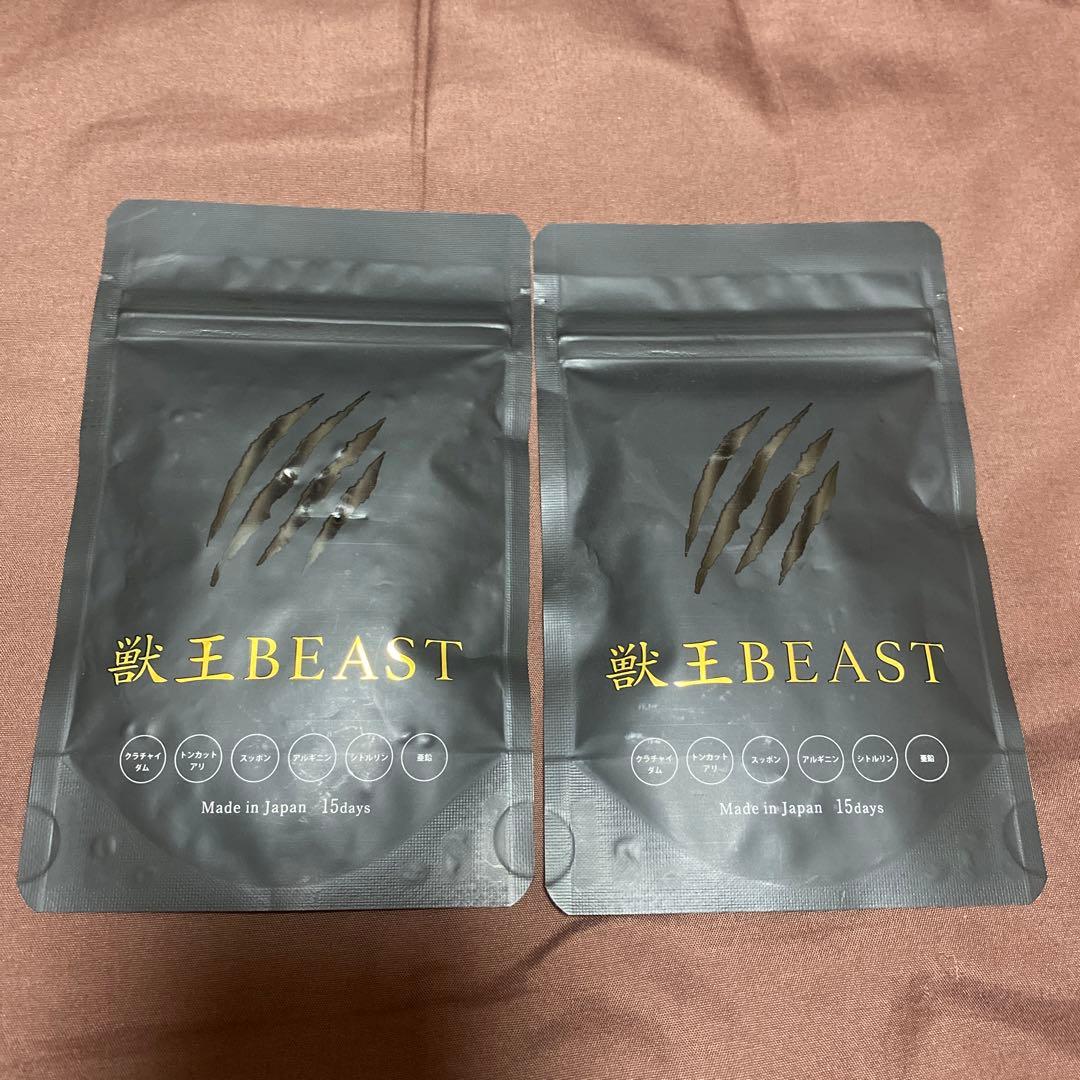 獣王BEAST
クラチャイ
ダム
トンカット
アリ
スッポン
アルギニン
シトルリン
亜鉛
Made in Japan 15days
獣王BEAST
クラチャイ
ダム
トンカット
アリ
スッポン
アルギニン
シトルリン
亜鉛
Made in Japan 15days